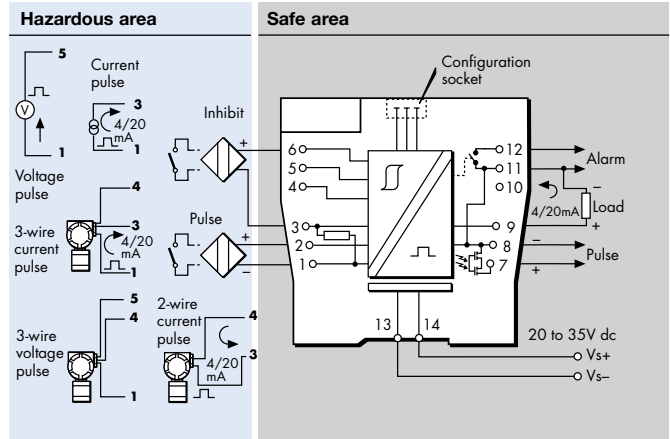 Hazardous area
Safe area
5
V
1
Voltage
pulse
Current
pulse
3
4/20
mA
1
4
3-wire
current
pulse
3
4/20
mA
1
5
4
3-wire
voltage
pulse
1
2-wire
current
pulse
4
4/20
mA
3
Inhibit
+
Pulse
+
–
Configuration
socket
6
5
4
3
2
1
12
11
10
9
8
7
Alarm
–
4/20mA
Load
+
–
Pulse
+
13
14
20 to 35V dc
Vs+
Vs–